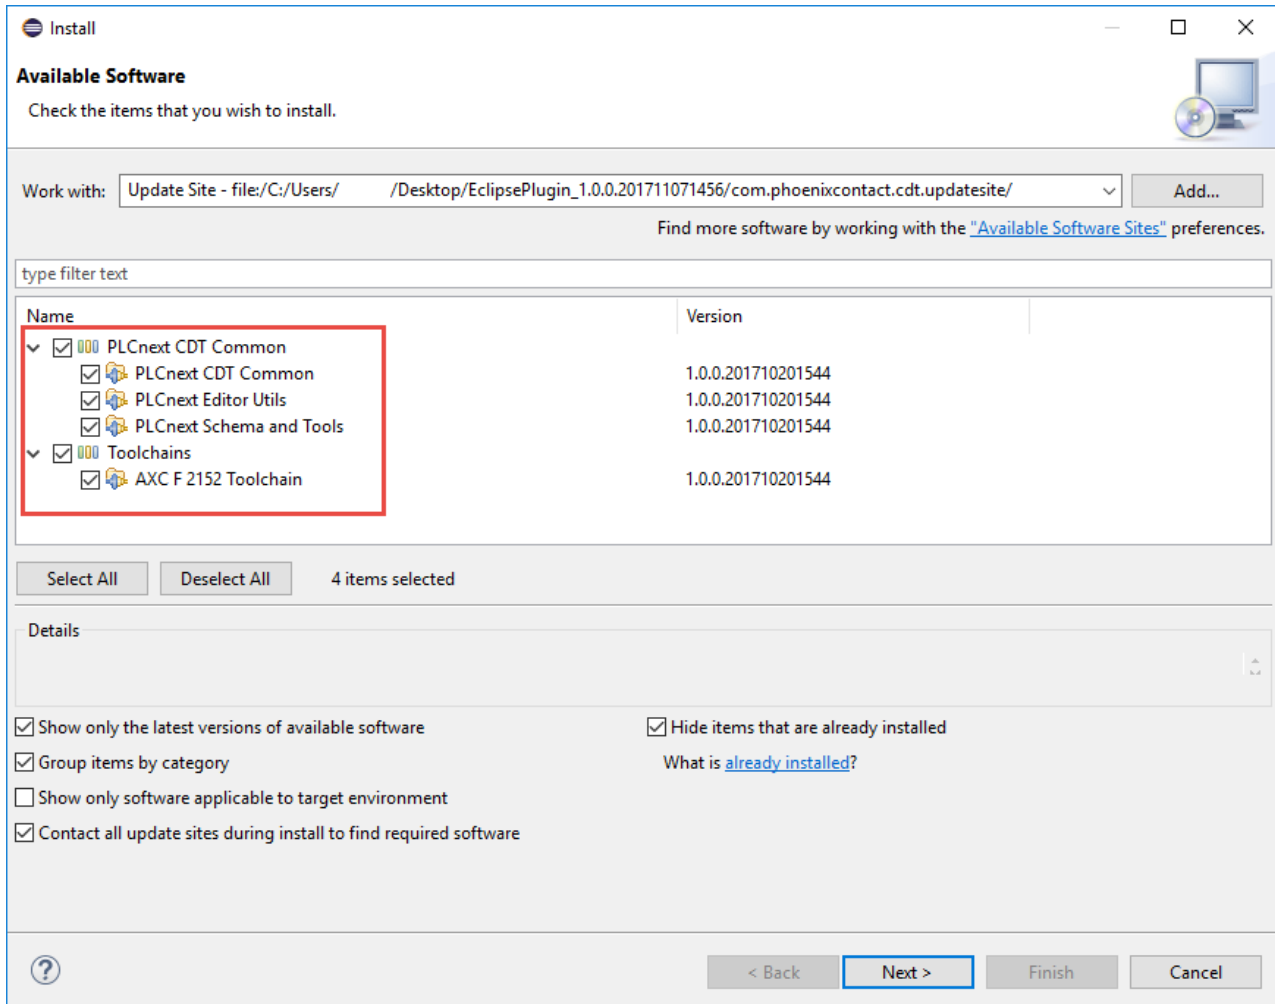 Install
Available Software
Check the items that you wish to install.
Work with: Update Site - file:/C:/Users/ /Desktop/EclipsePlugin_1.0.0.201711071456/com.phoenixcontact.cdt.updatesite/ Add...
Find more software by working with the "Available Software Sites" preferences.
type filter text
Name Version
PLCnext CDT Common
PLCnext CDT Common 1.0.0.201710201544
PLCnext Editor Utils 1.0.0.201710201544
PLCnext Schema and Tools 1.0.0.201710201544
Toolchains
AXC F 2152 Toolchain 1.0.0.201710201544
Select All Deselect All 4 items selected
Details
Show only the latest versions of available software Hide items that are already installed
Group items by category What is already installed?
Show only software applicable to target environment
Contact all update sites during install to find required software
? < Back Next > Finish Cancel